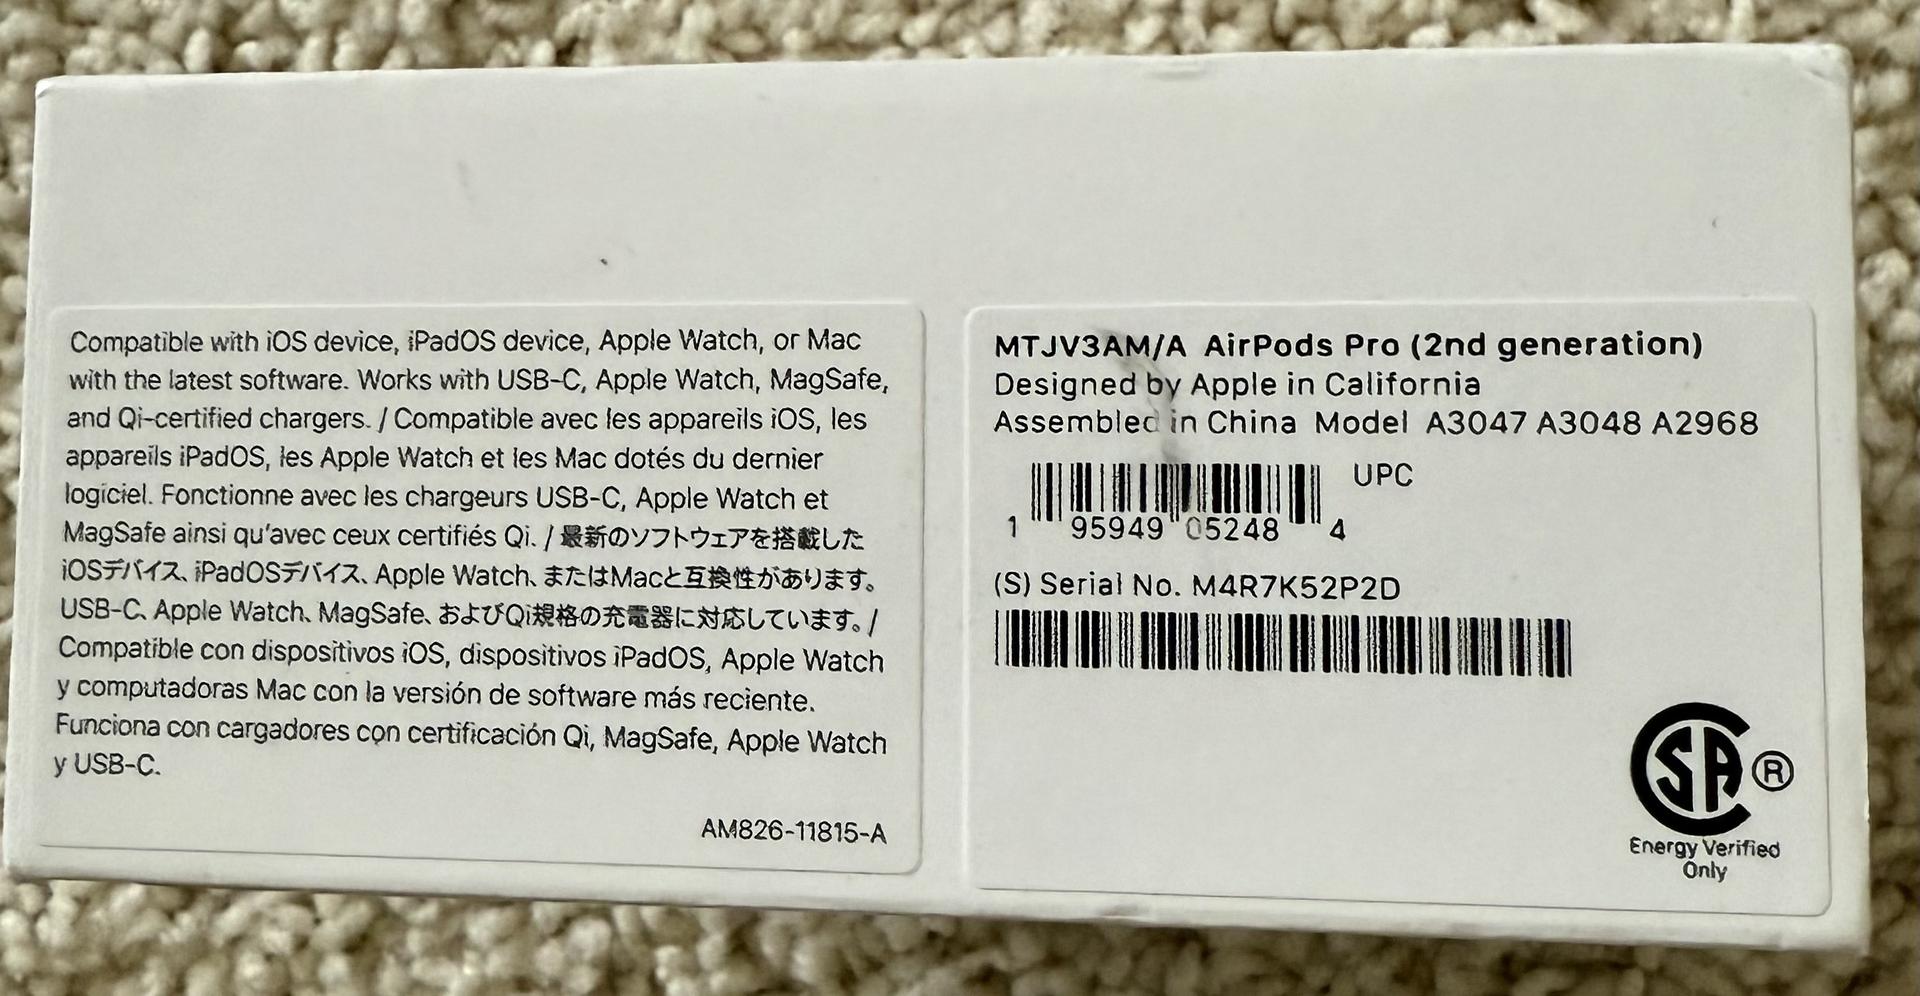 Compatible with iOS device, iPadOS device, Apple Watch, or Mac
with the latest software. Works with USB-C, Apple Watch, MagSafe,
and Qi-certified chargers. / Compatible avec les appareils iOS, les
appareils iPadOS, les Apple Watch et les Mac dotés du dernier
logiciel. Fonctionne avec les chargeurs USB-C, Apple Watch et
MagSafe ainsi qu'avec ceux certifiés Qi. / 最新のソフトウェアを搭載した
iOSデバイス、iPadOSデバイス、Apple Watch、またはMacと互換性があります。
USB-C、Apple Watch、MagSafe、およびQi規格の充電器に対応しています。/
Compatible con dispositivos iOS, dispositivos iPadOS, Apple Watch
y computadoras Mac con la versión de software más reciente.
Funciona con cargadores con certificación Qi, MagSafe, Apple Watch
y USB-C.
AM826-11815-A
MTJV3AM/A AirPods Pro (2nd generation)
Designed by Apple in California
Assembled in China Model A3047 A3048 A2968
UPC
1 95949 05248 4
(S) Serial No. M4R7K52P2D
CSA ®
Energy Verified
Only